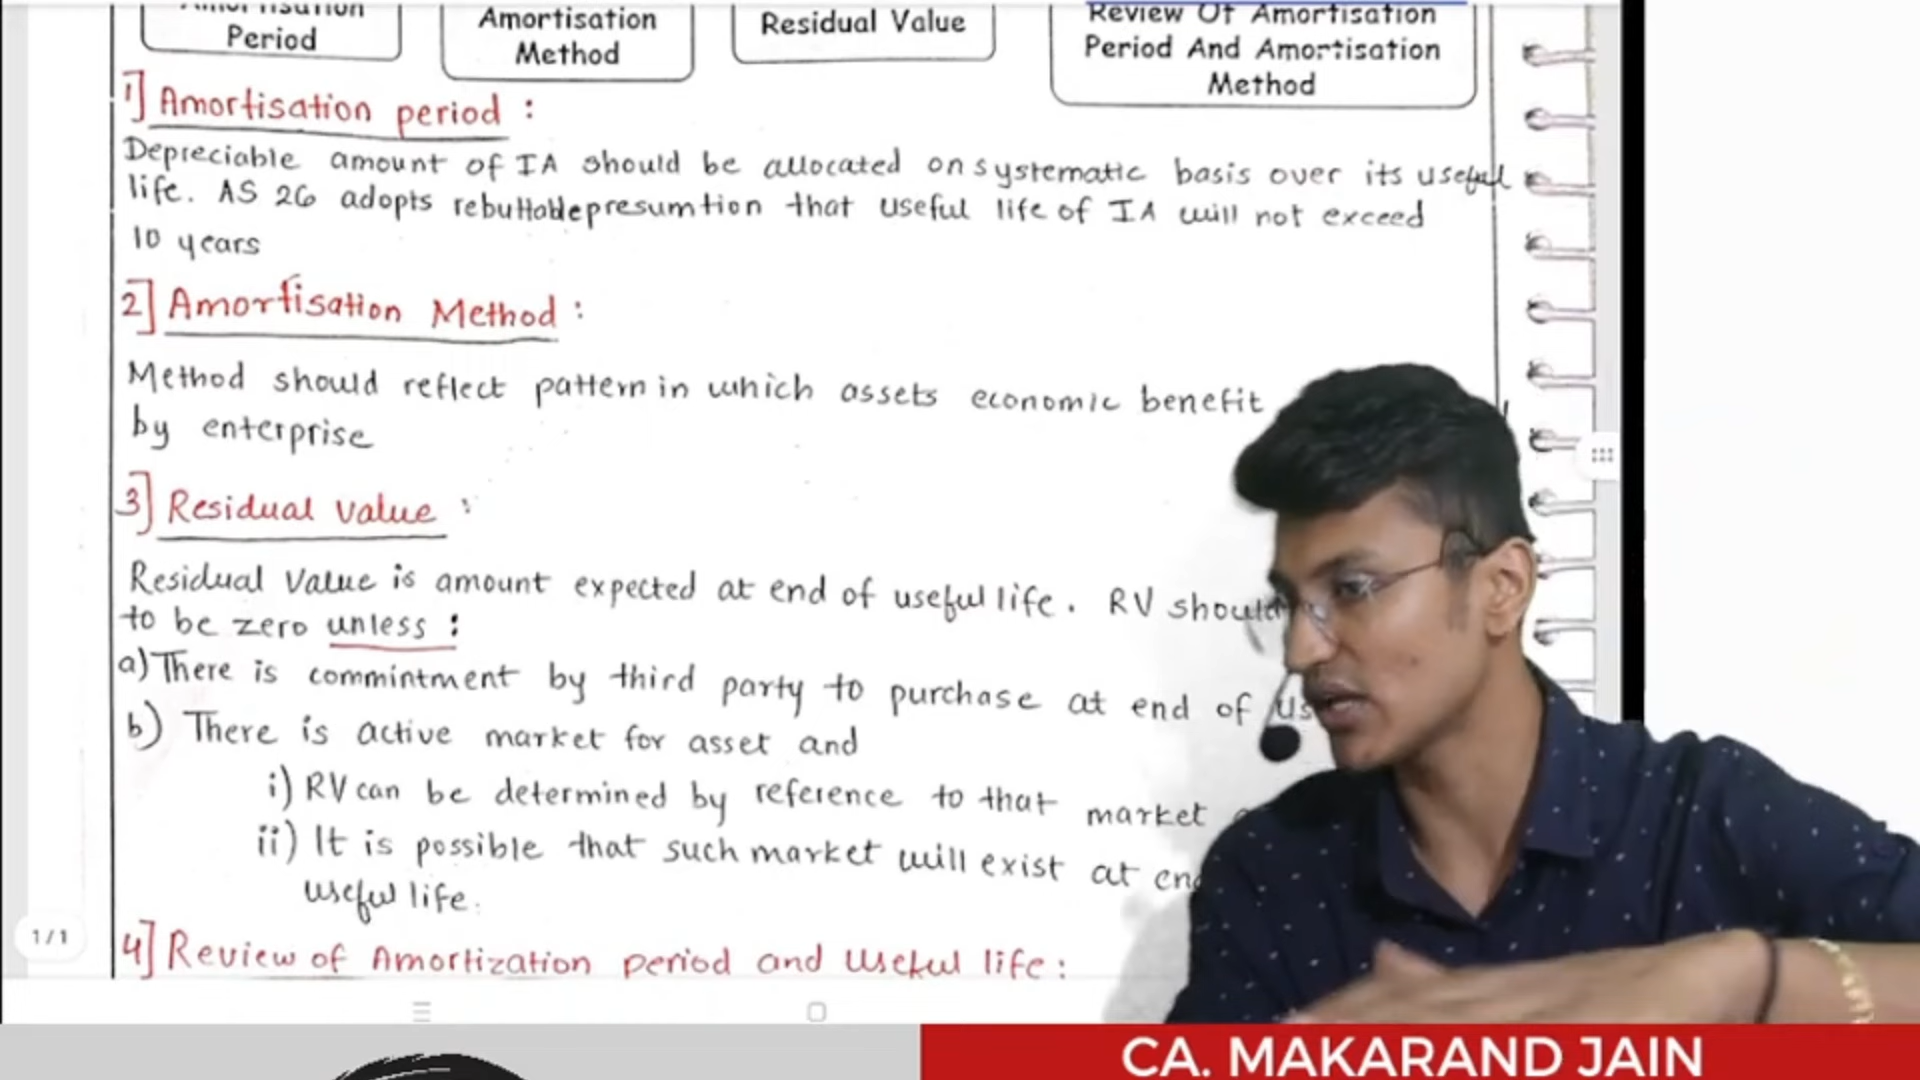 Amortisation
Period
Amortisation
Method
Residual Value
Review Of Amortisation
Period And Amortisation
Method
1] Amortisation period :
Depreciable amount of IA should be allocated on systematic basis over its useful
life. AS 26 adopts rebuttable presumtion that useful life of IA will not exceed
10 years
2] Amortisation Method :
Method should reflect pattern in which assets economic benefit
by enterprise
3] Residual value :
Residual Value is amount expected at end of useful life. RV should
to be zero unless :
a) There is commintment by third party to purchase at end of us
b) There is active market for asset and
i) RV can be determined by reference to that market
ii) It is possible that such market will exist at end
useful life.
4] Review of Amortization period and Useful life :
1/1
CA. MAKARAND JAIN